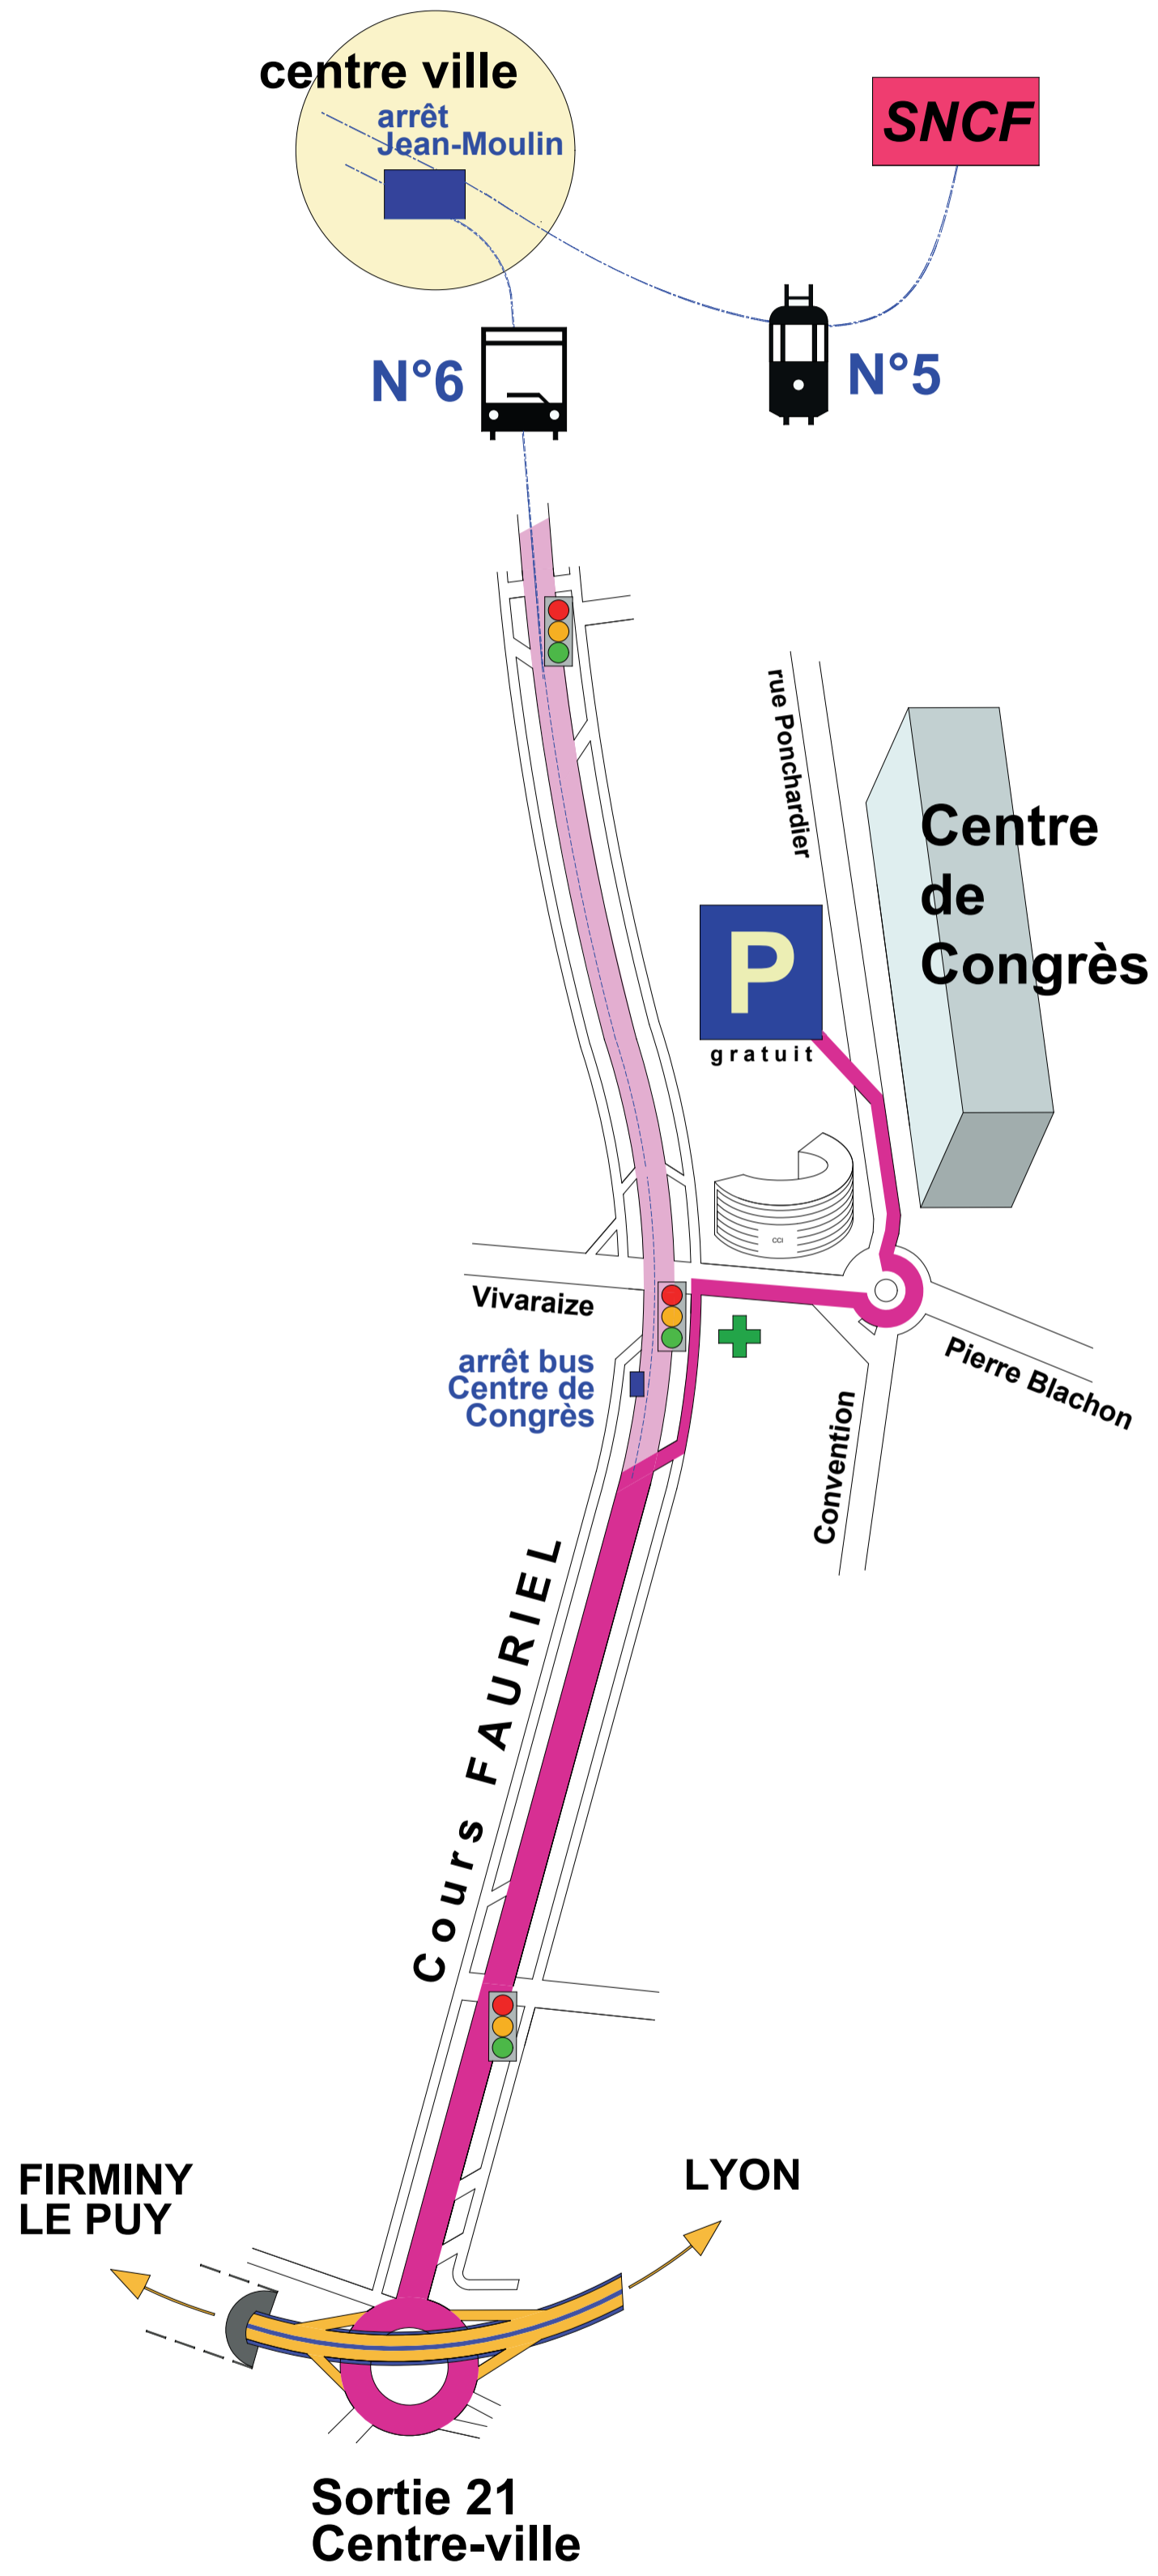 centre ville
arrêt
Jean-Moulin
SNCF
N°6
N°5
rue Ponchardier
Centre
de
Congrès
P
gratuit
CCI
Vivaraize
arrêt bus
Centre de
Congrès
Pierre Blachon
Convention
Cours FAURIEL
FIRMINY
LE PUY
LYON
Sortie 21
Centre-ville